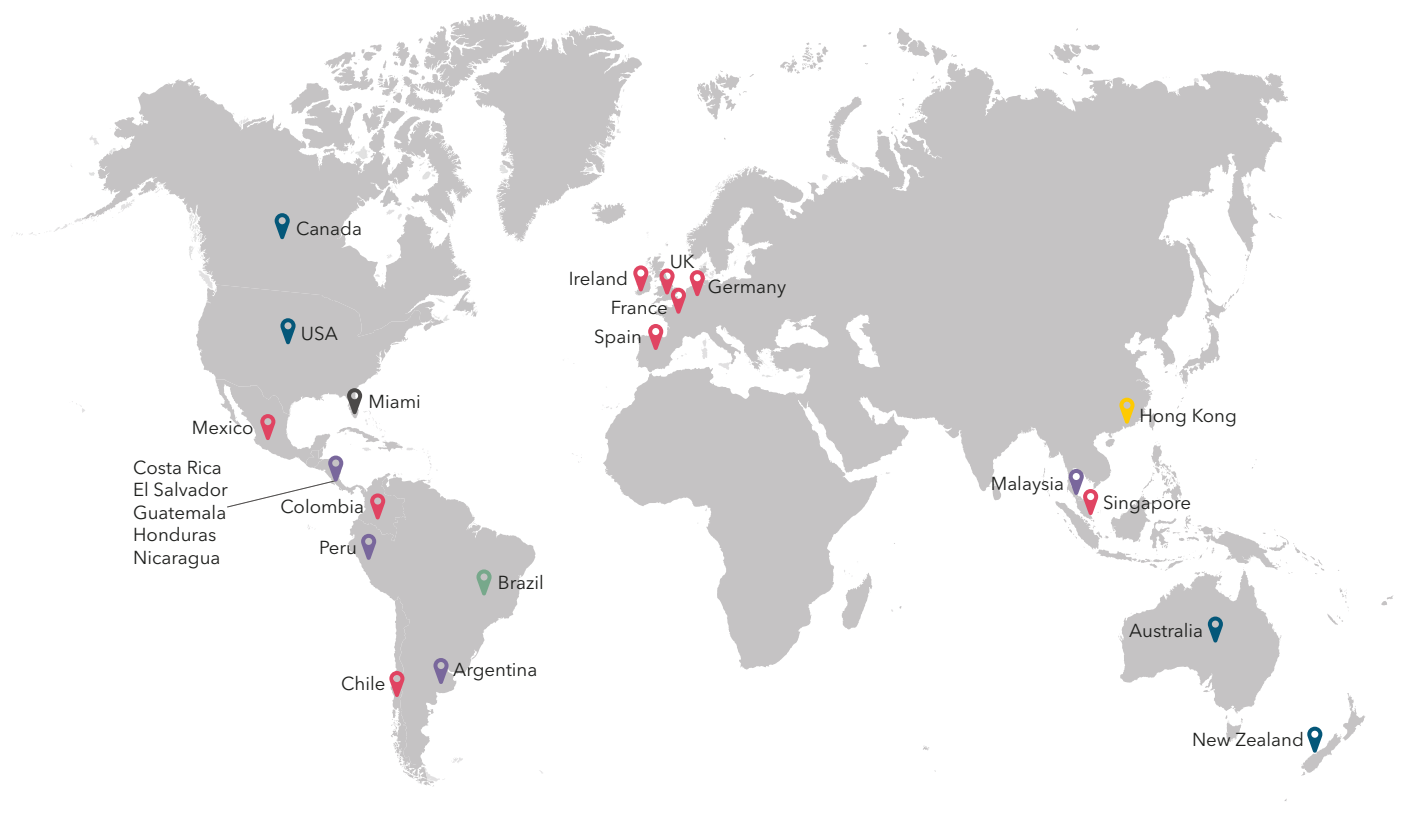 Canada
UK
Ireland
Germany
France
USA
Spain
Miami
Hong Kong
Mexico
Costa Rica
El Salvador
Guatemala
Honduras
Nicaragua
Malaysia
Singapore
Colombia
Peru
Brazil
Australia
Argentina
Chile
New Zealand